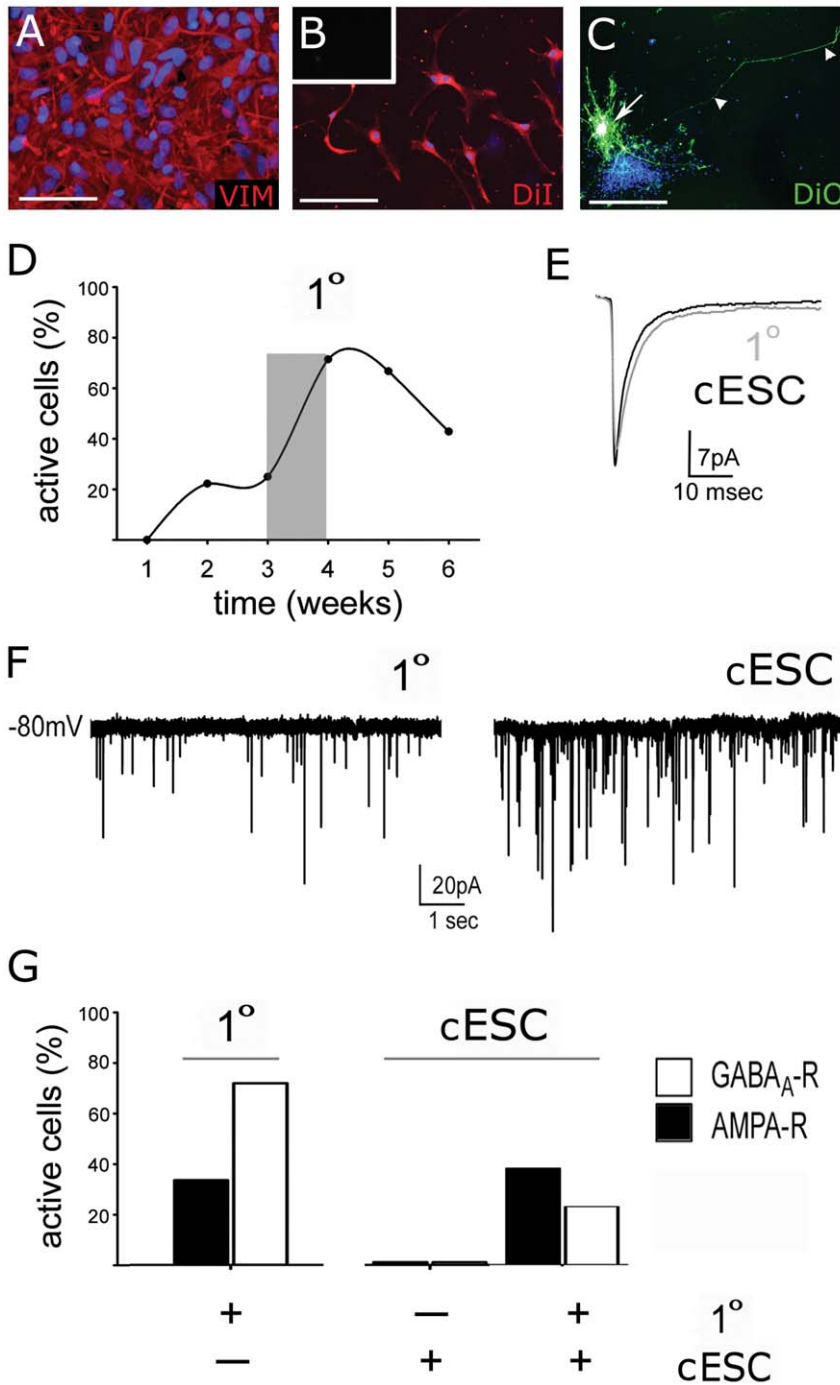 A
B
C
VIM
DiI
DiO
D
1°
100
80
60
40
20
active cells (%)
1 2 3 4 5 6
time (weeks)
E
1°
cESC
7pA
10 msec
F
1°
cESC
-80mV
20pA
1 sec
G
1°
cESC
100
80
60
40
20
active cells (%)
GABA_A-R
AMPA-R
+ — + 1°
— + + cESC